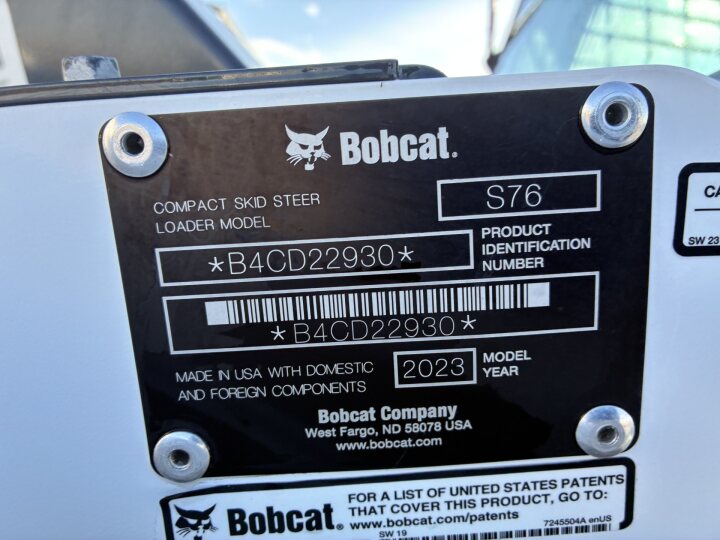 Bobcat.
COMPACT SKID STEER
LOADER MODEL
S76
*B4CD22930*
PRODUCT
IDENTIFICATION
NUMBER
*B4CD22930*
MADE IN USA WITH DOMESTIC
AND FOREIGN COMPONENTS
2023
MODEL
YEAR
Bobcat Company
West Fargo, ND 58078 USA
www.bobcat.com
Bobcat.
FOR A LIST OF UNITED STATES PATENTS
THAT COVER THIS PRODUCT, GO TO:
www.bobcat.com/patents
7245504A enUS
SW 19
CA
SW 23